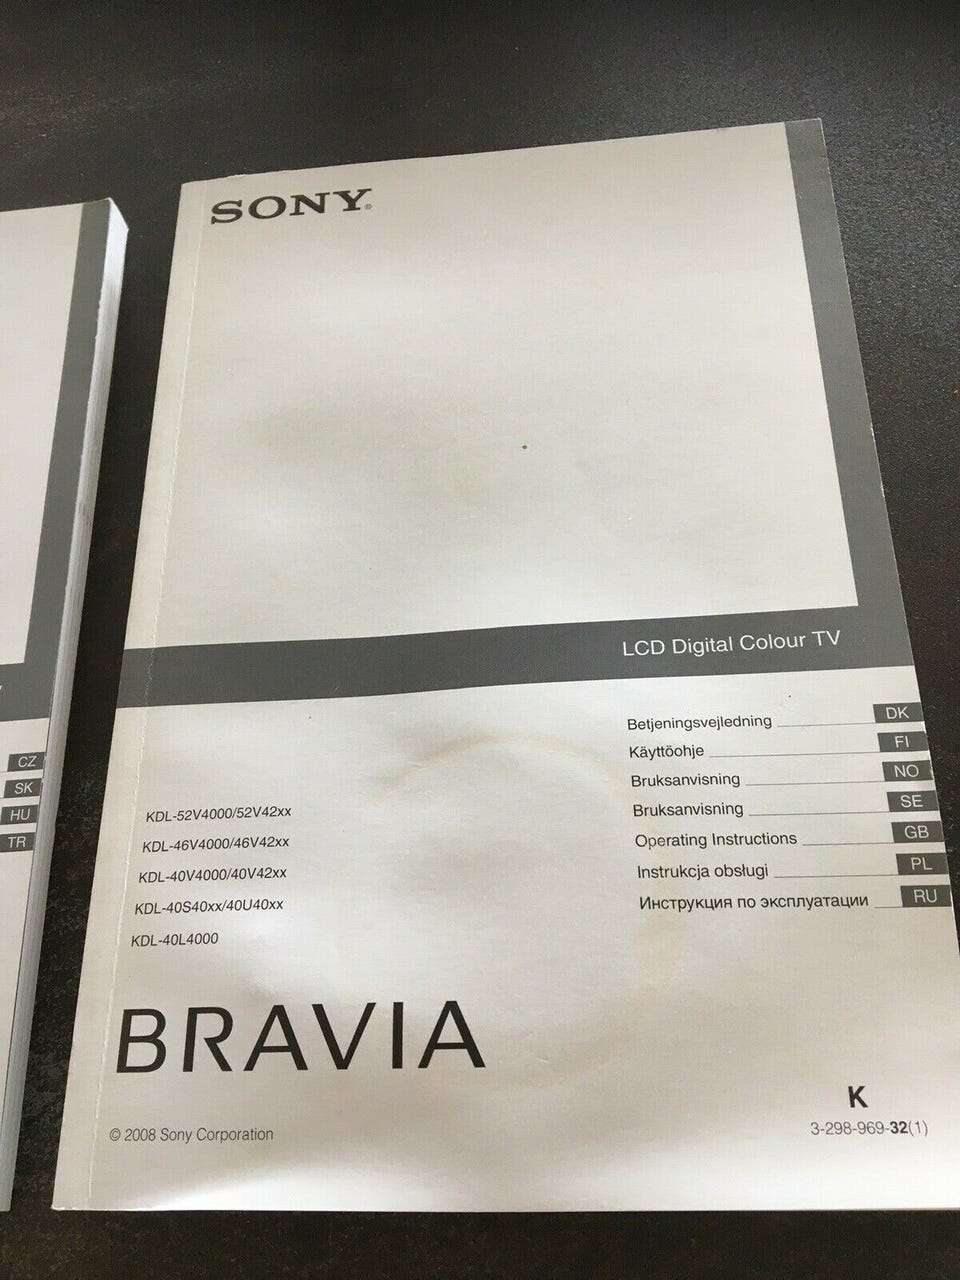 SONY®
LCD Digital Colour TV
Betjeningsvejledning DK
Käyttöohje FI
Bruksanvisning NO
Bruksanvisning SE
Operating Instructions GB
Instrukcja obsługi PL
Инструкция по эксплуатации RU
KDL-52V4000/52V42xx
KDL-46V4000/46V42xx
KDL-40V4000/40V42xx
KDL-40S40xx/40U40xx
KDL-40L4000
BRAVIA
© 2008 Sony Corporation
K
3-298-969-32(1)
CZ
SK
HU
TR